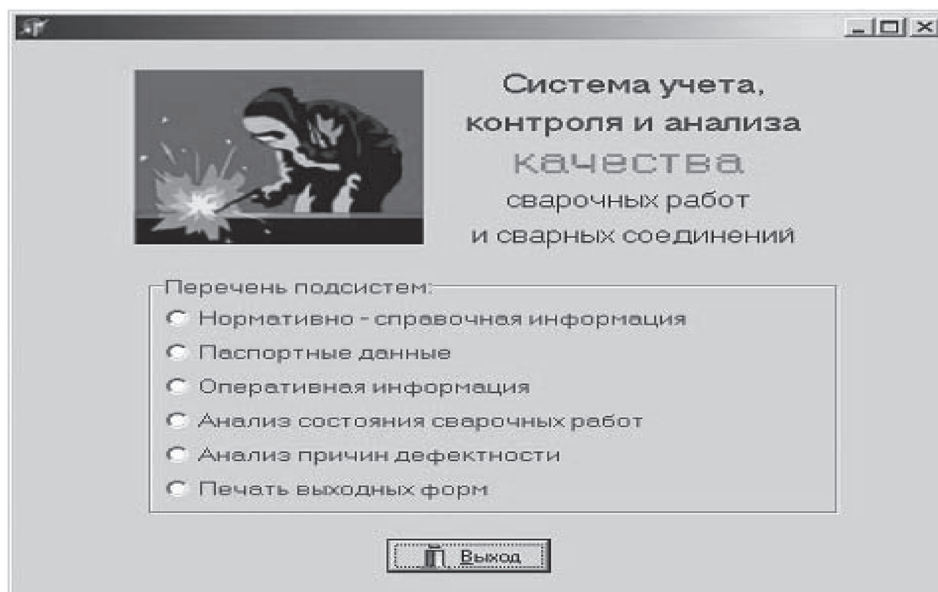 Система учета,
контроля и анализа
качества
сварочных работ
и сварных соединений
Перечень подсистем:
Нормативно - справочная информация
Паспортные данные
Оперативная информация
Анализ состояния сварочных работ
Анализ причин дефектности
Печать выходных форм
Выход